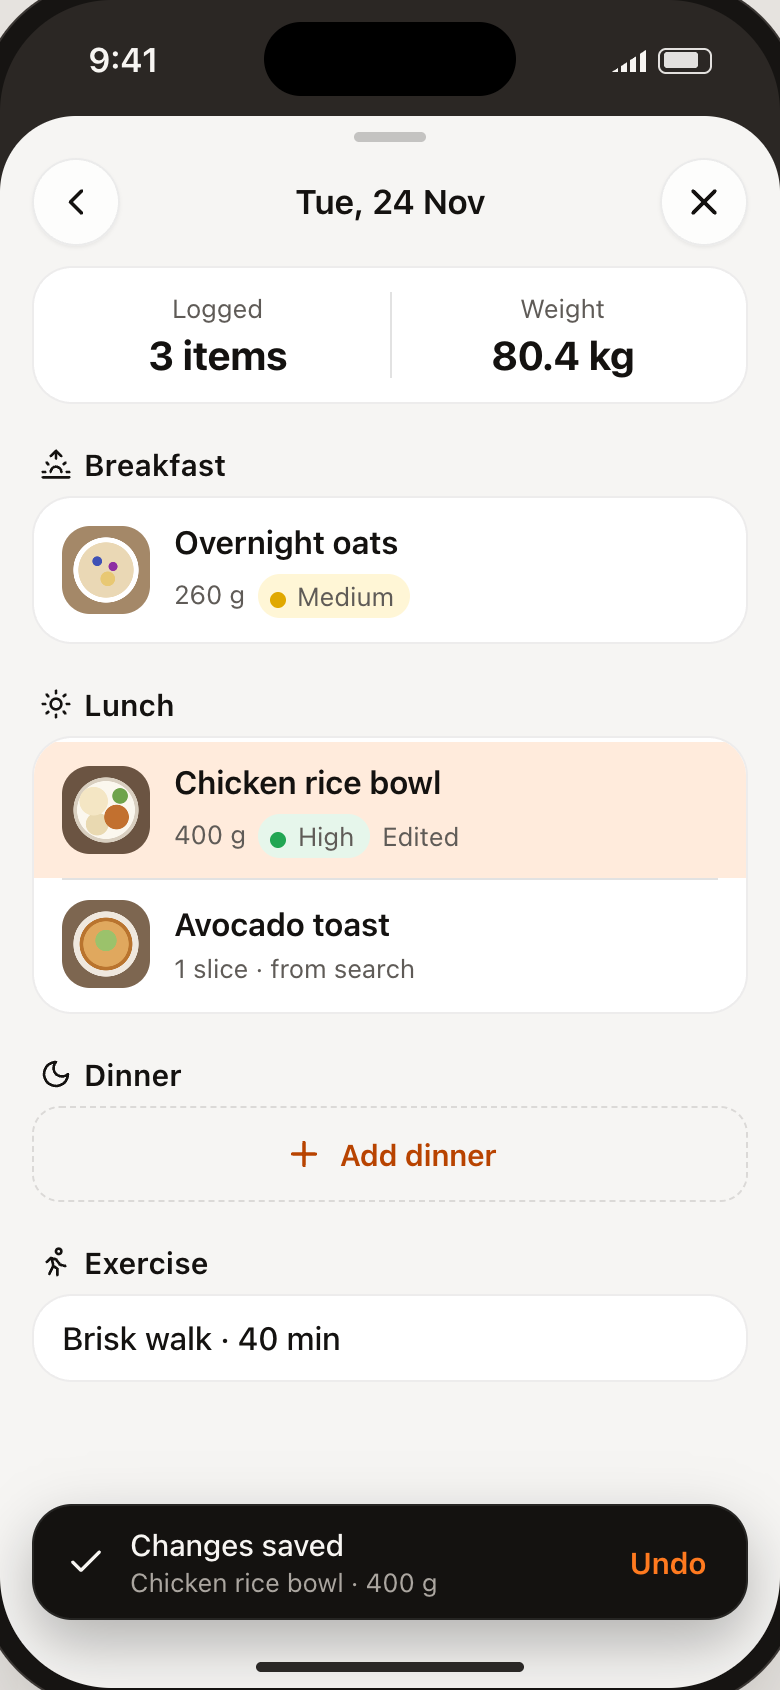 9:41
Tue, 24 Nov
Logged
3 items
Weight
80.4 kg
Breakfast
Overnight oats
260 g
Medium
Lunch
Chicken rice bowl
400 g
High
Edited
Avocado toast
1 slice · from search
Dinner
Add dinner
Exercise
Brisk walk · 40 min
Changes saved
Chicken rice bowl · 400 g
Undo